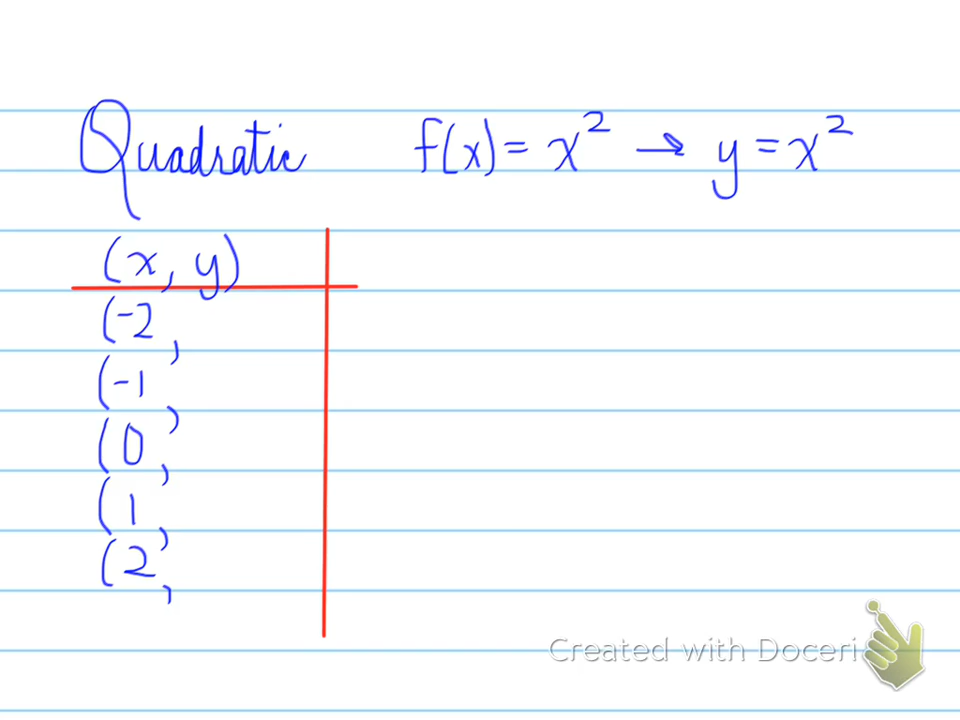 Quadratic f(x) = x² → y = x²
(x, y)
(-2,
(-1,
(0,
(1,
(2,
Created with Doceri